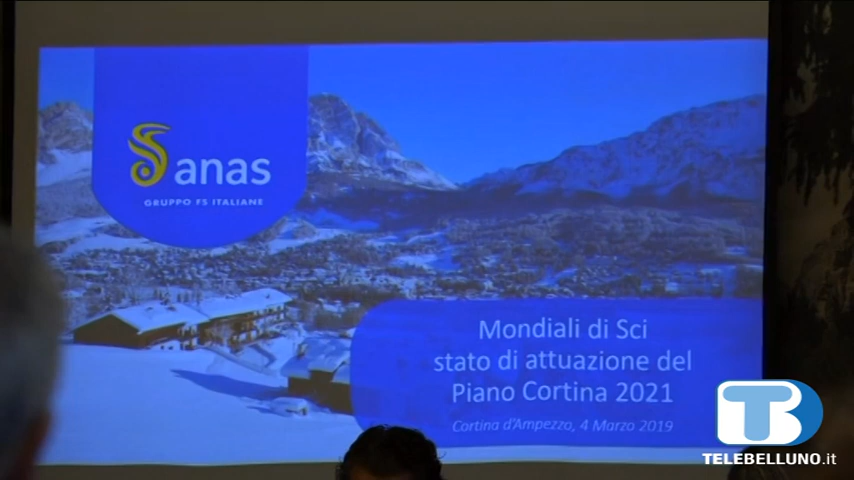 anas
GRUPPO FS ITALIANE
Mondiali di Sci
stato di attuazione del
Piano Cortina 2021
Cortina d'Ampezzo, 4 Marzo 2019
TB
TELEBELLUNO.it